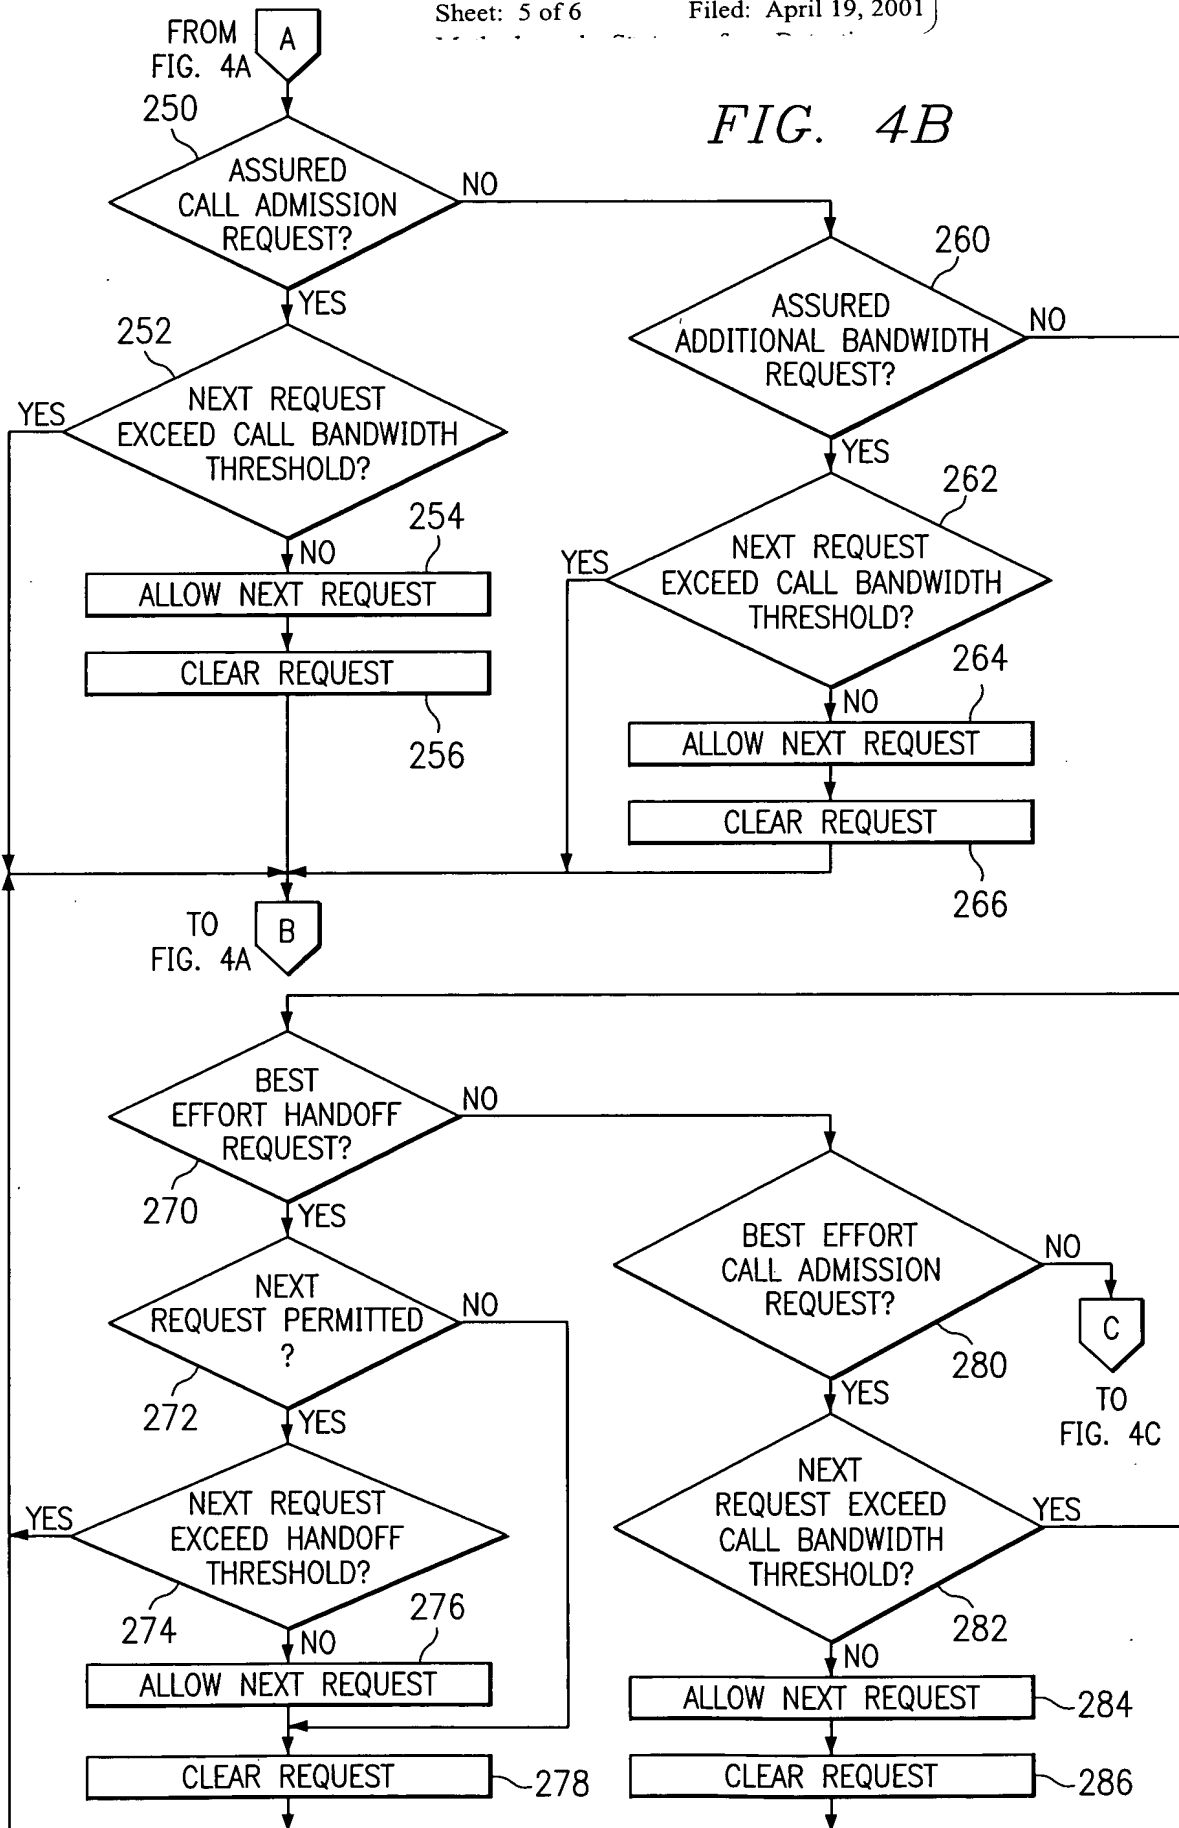 Sheet: 5 of 6 Filed: April 19, 2001
FROM
FIG. 4A
A
FIG. 4B
250
ASSURED
CALL ADMISSION
REQUEST?
NO
YES
260
ASSURED
ADDITIONAL BANDWIDTH
REQUEST?
NO
YES
252
NEXT REQUEST
EXCEED CALL BANDWIDTH
THRESHOLD?
YES
NO
254
ALLOW NEXT REQUEST
CLEAR REQUEST
256
262
NEXT REQUEST
EXCEED CALL BANDWIDTH
THRESHOLD?
YES
NO
264
ALLOW NEXT REQUEST
CLEAR REQUEST
266
TO
FIG. 4A
B
BEST
EFFORT HANDOFF
REQUEST?
NO
270
YES
NEXT
REQUEST PERMITTED
?
NO
272
YES
NEXT REQUEST
EXCEED HANDOFF
THRESHOLD?
YES
274
NO
276
ALLOW NEXT REQUEST
CLEAR REQUEST
278
BEST EFFORT
CALL ADMISSION
REQUEST?
NO
C
TO
FIG. 4C
280
YES
NEXT
REQUEST EXCEED
CALL BANDWIDTH
THRESHOLD?
YES
282
NO
ALLOW NEXT REQUEST
284
CLEAR REQUEST
286